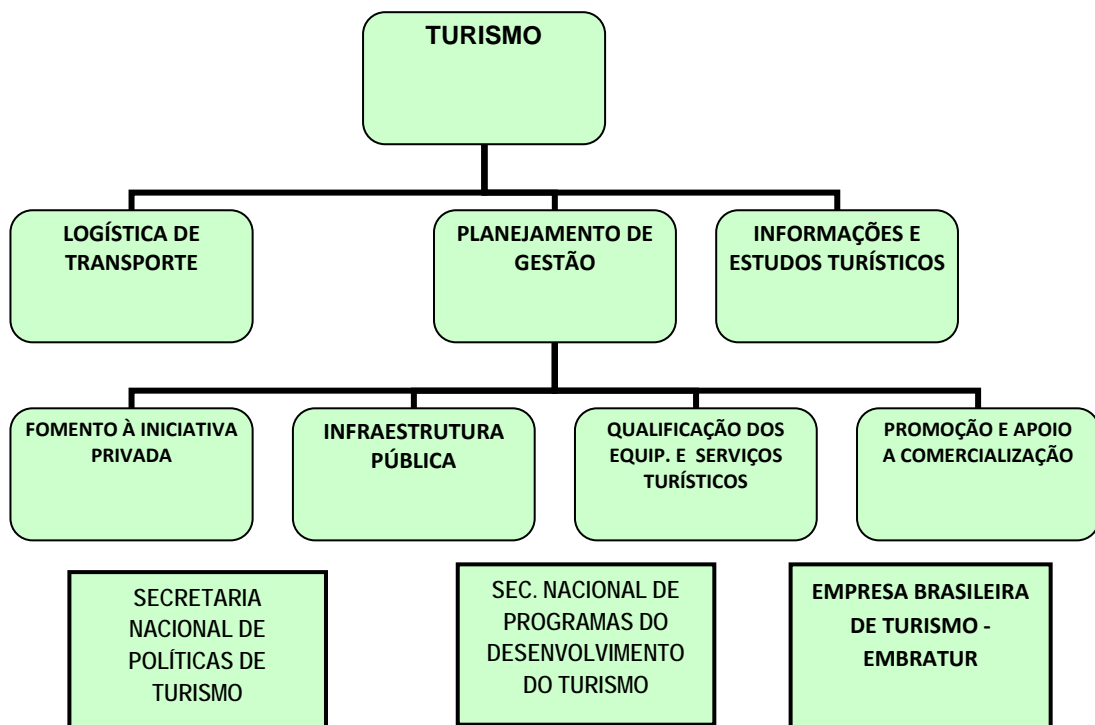 TURISMO
LOGÍSTICA DE
TRANSPORTE
PLANEJAMENTO DE
GESTÃO
INFORMAÇÕES E
ESTUDOS TURÍSTICOS
FOMENTO À INICIATIVA
PRIVADA
INFRAESTRUTURA
PÚBLICA
QUALIFICAÇÃO DOS
EQUIP. E SERVIÇOS
TURÍSTICOS
PROMOÇÃO E APOIO
A COMERCIALIZAÇÃO
SECRETARIA
NACIONAL DE
POLÍTICAS DE
TURISMO
SEC. NACIONAL DE
PROGRAMAS DO
DESENVOLVIMENTO
DO TURISMO
EMPRESA BRASILEIRA
DE TURISMO -
EMBRATUR